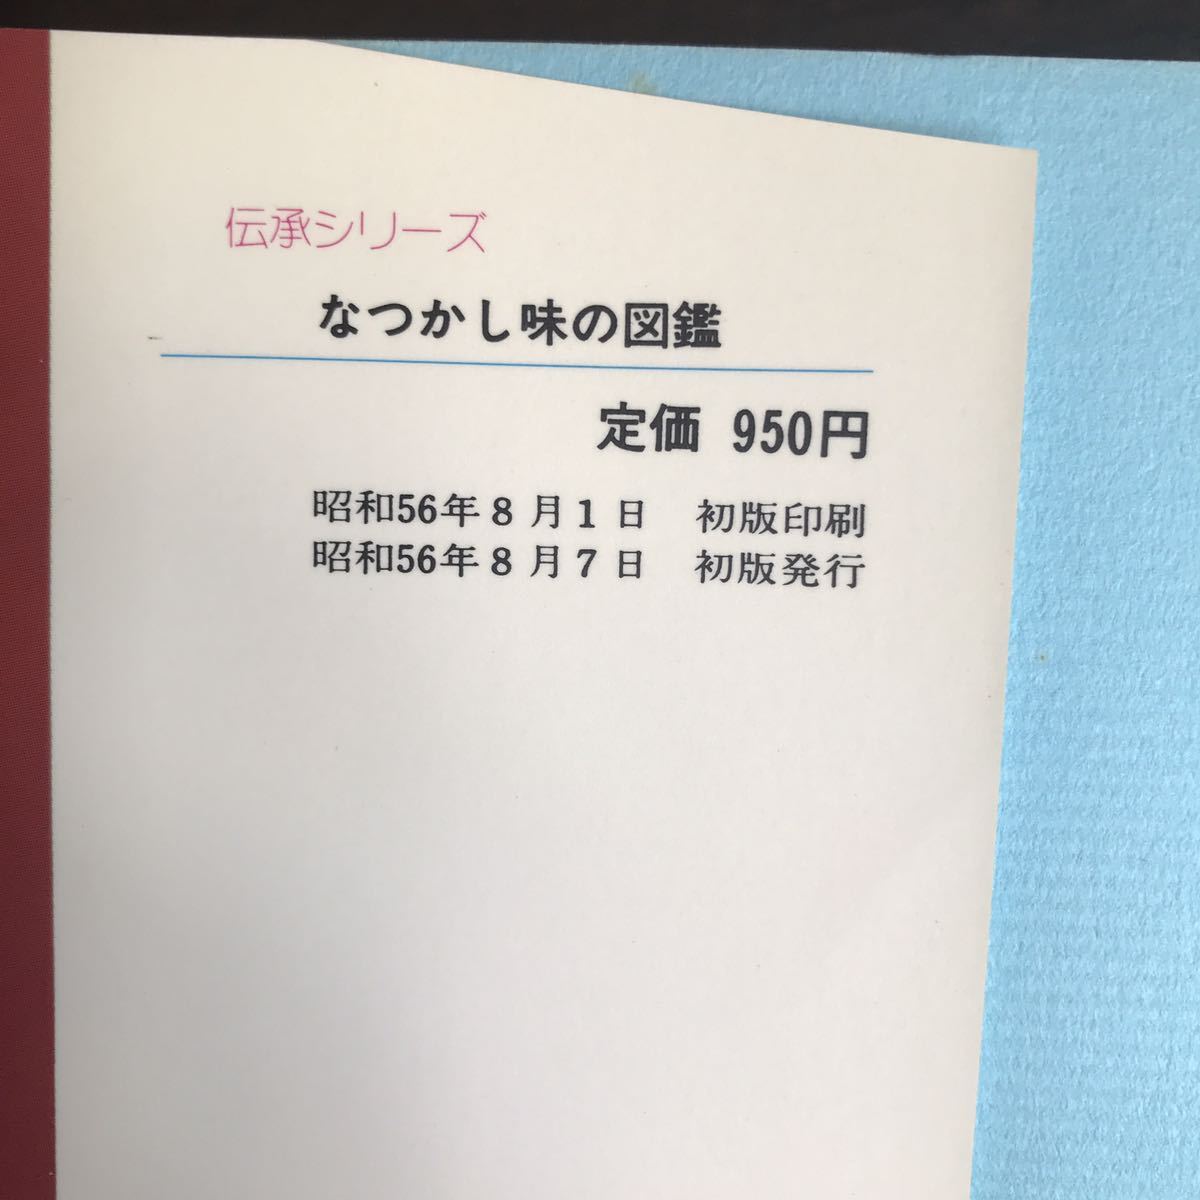 伝承シリーズ
なつかし味の図鑑
定価 950円
昭和56年8月1日 初版印刷
昭和56年8月7日 初版発行